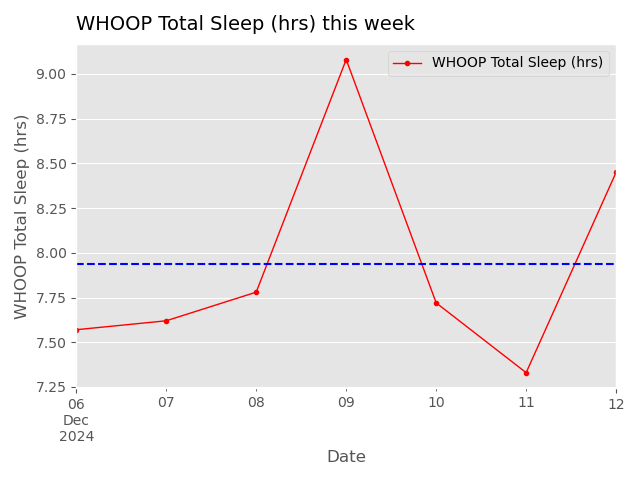 WHOOP Total Sleep (hrs) this week
WHOOP Total Sleep (hrs)
WHOOP Total Sleep (hrs)
9.00
8.75
8.50
8.25
8.00
7.75
7.50
7.25
06 07 08 09 10 11 12
Dec
2024
Date